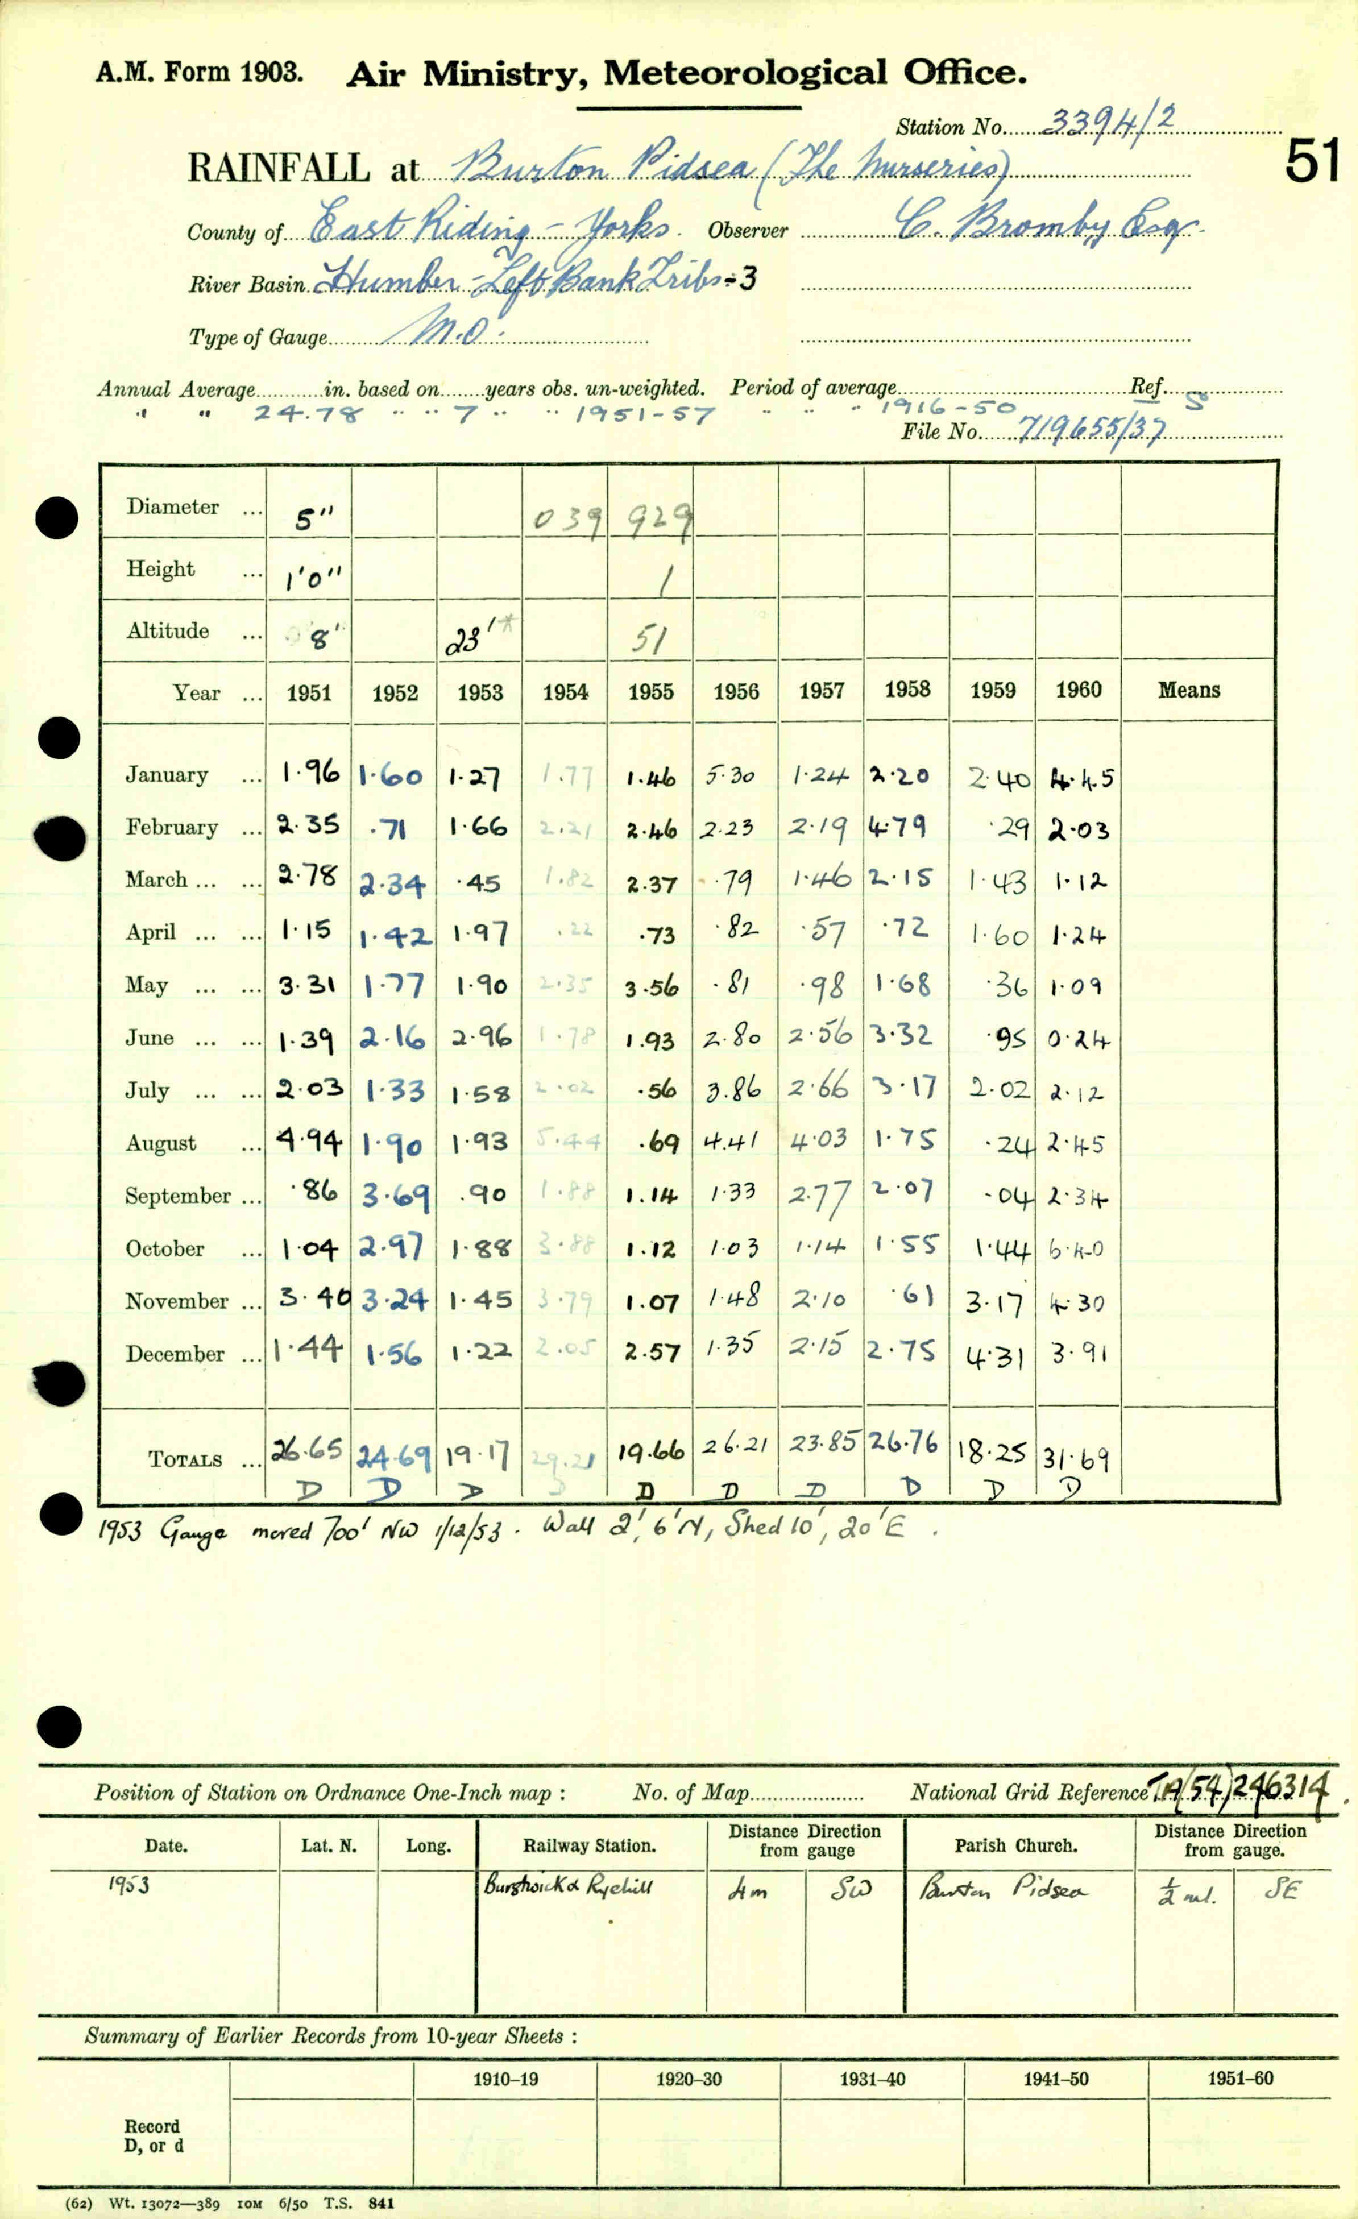 A.M. Form 1903. Air Ministry, Meteorological Office.
Station No. 3394/2
51
RAINFALL at Burton Pidsea (The Nurseries)
County of East Riding - Yorks. Observer C. Bromby Esq.
River Basin Humber - Left Bank Tribs - 3
Type of Gauge M.O.
Annual Average in. based on years obs. un-weighted. Period of average Ref. S
" " 24.78 " " 7 " " 1951-57 " " " 1916-50
File No. 719655/37
Diameter ... 5" 039 929
Height ... 1'0" 1
Altitude ... 8' 23'* 51
Year ... 1951 1952 1953 1954 1955 1956 1957 1958 1959 1960 Means
January ... 1.96 1.60 1.27 1.77 1.46 5.30 1.24 2.20 2.40 4.45
February ... 2.35 .71 1.66 2.21 2.46 2.23 2.19 4.79 .29 2.03
March ... ... 2.78 2.34 .45 1.82 2.37 .79 1.46 2.15 1.43 1.12
April ... ... 1.15 1.42 1.97 .22 .73 .82 .57 .72 1.60 1.24
May ... ... 3.31 1.77 1.90 2.35 3.56 .81 .98 1.68 .36 1.09
June ... ... 1.39 2.16 2.96 1.78 1.93 2.80 2.56 3.32 .95 0.24
July ... ... 2.03 1.33 1.58 2.02 .56 3.86 2.66 3.17 2.02 2.12
August ... 4.94 1.90 1.93 5.44 .69 4.41 4.03 1.75 .24 2.45
September ... .86 3.69 .90 1.88 1.14 1.33 2.77 2.07 .04 2.34
October ... 1.04 2.97 1.88 3.88 1.12 1.03 1.14 1.55 1.44 6.40
November ... 3.40 3.24 1.45 3.79 1.07 1.48 2.10 .61 3.17 4.30
December ... 1.44 1.56 1.22 2.05 2.57 1.35 2.15 2.75 4.31 3.91
TOTALS ... 26.65 24.69 19.17 29.21 19.66 26.21 23.85 26.76 18.25 31.69
D D D D D D D D D D
1953 Gauge moved 700' NW 1/12/53. Wall 2', 6'N, Shed 10', 20'E.
Position of Station on Ordnance One-Inch map : No. of Map National Grid Reference TA(54)246314
Date. Lat. N. Long. Railway Station. Distance Direction from gauge Parish Church. Distance Direction from gauge.
1953 Burstwick & Ryehill 4m SW Burton Pidsea ½ ml. SE
Summary of Earlier Records from 10-year Sheets :
1910–19 1920–30 1931–40 1941–50 1951–60
Record
D, or d
(62) Wt. 13072—389 10M 6/50 T.S. 841